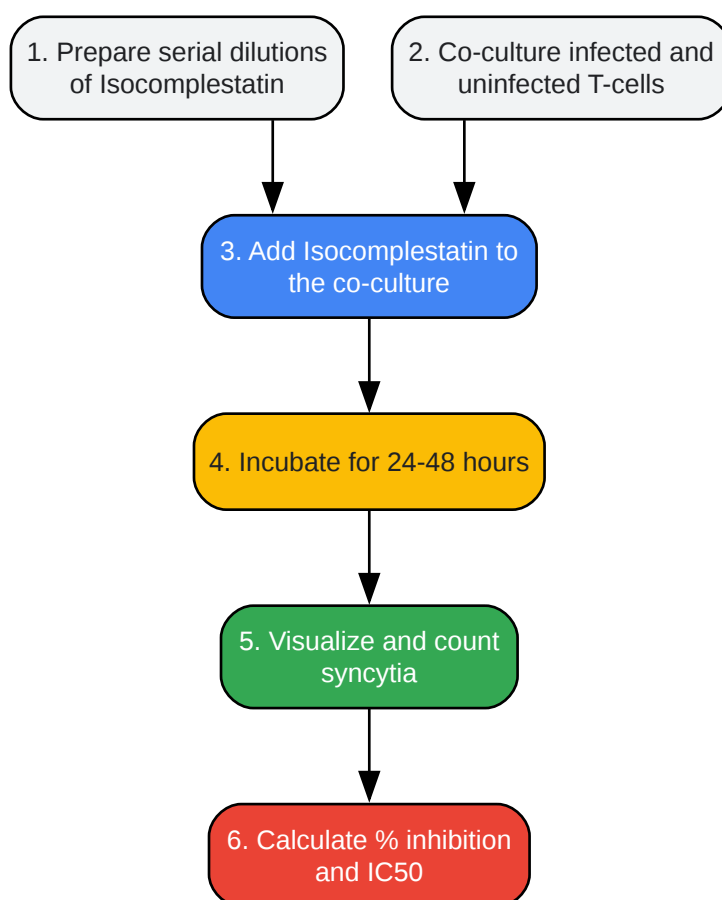 1. Prepare serial dilutions
of Isocomplestatin
2. Co-culture infected and
uninfected T-cells
3. Add Isocomplestatin to
the co-culture
4. Incubate for 24-48 hours
5. Visualize and count
syncytia
6. Calculate % inhibition
and IC50